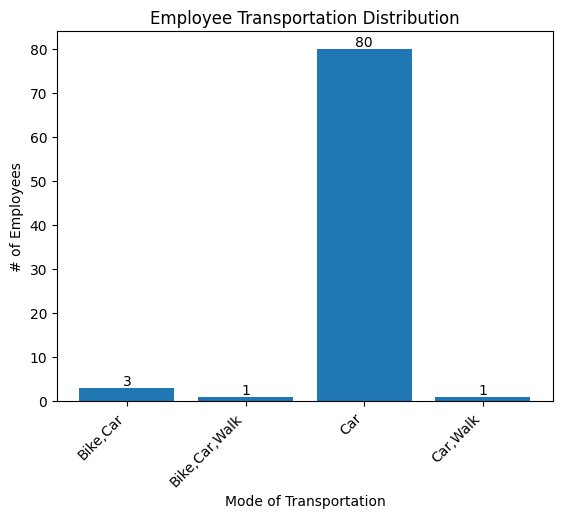 Employee Transportation Distribution
# of Employees
80
70
60
50
40
30
20
10
0
3
1
80
1
Bike,Car
Bike,Car,Walk
Car
Car,Walk
Mode of Transportation